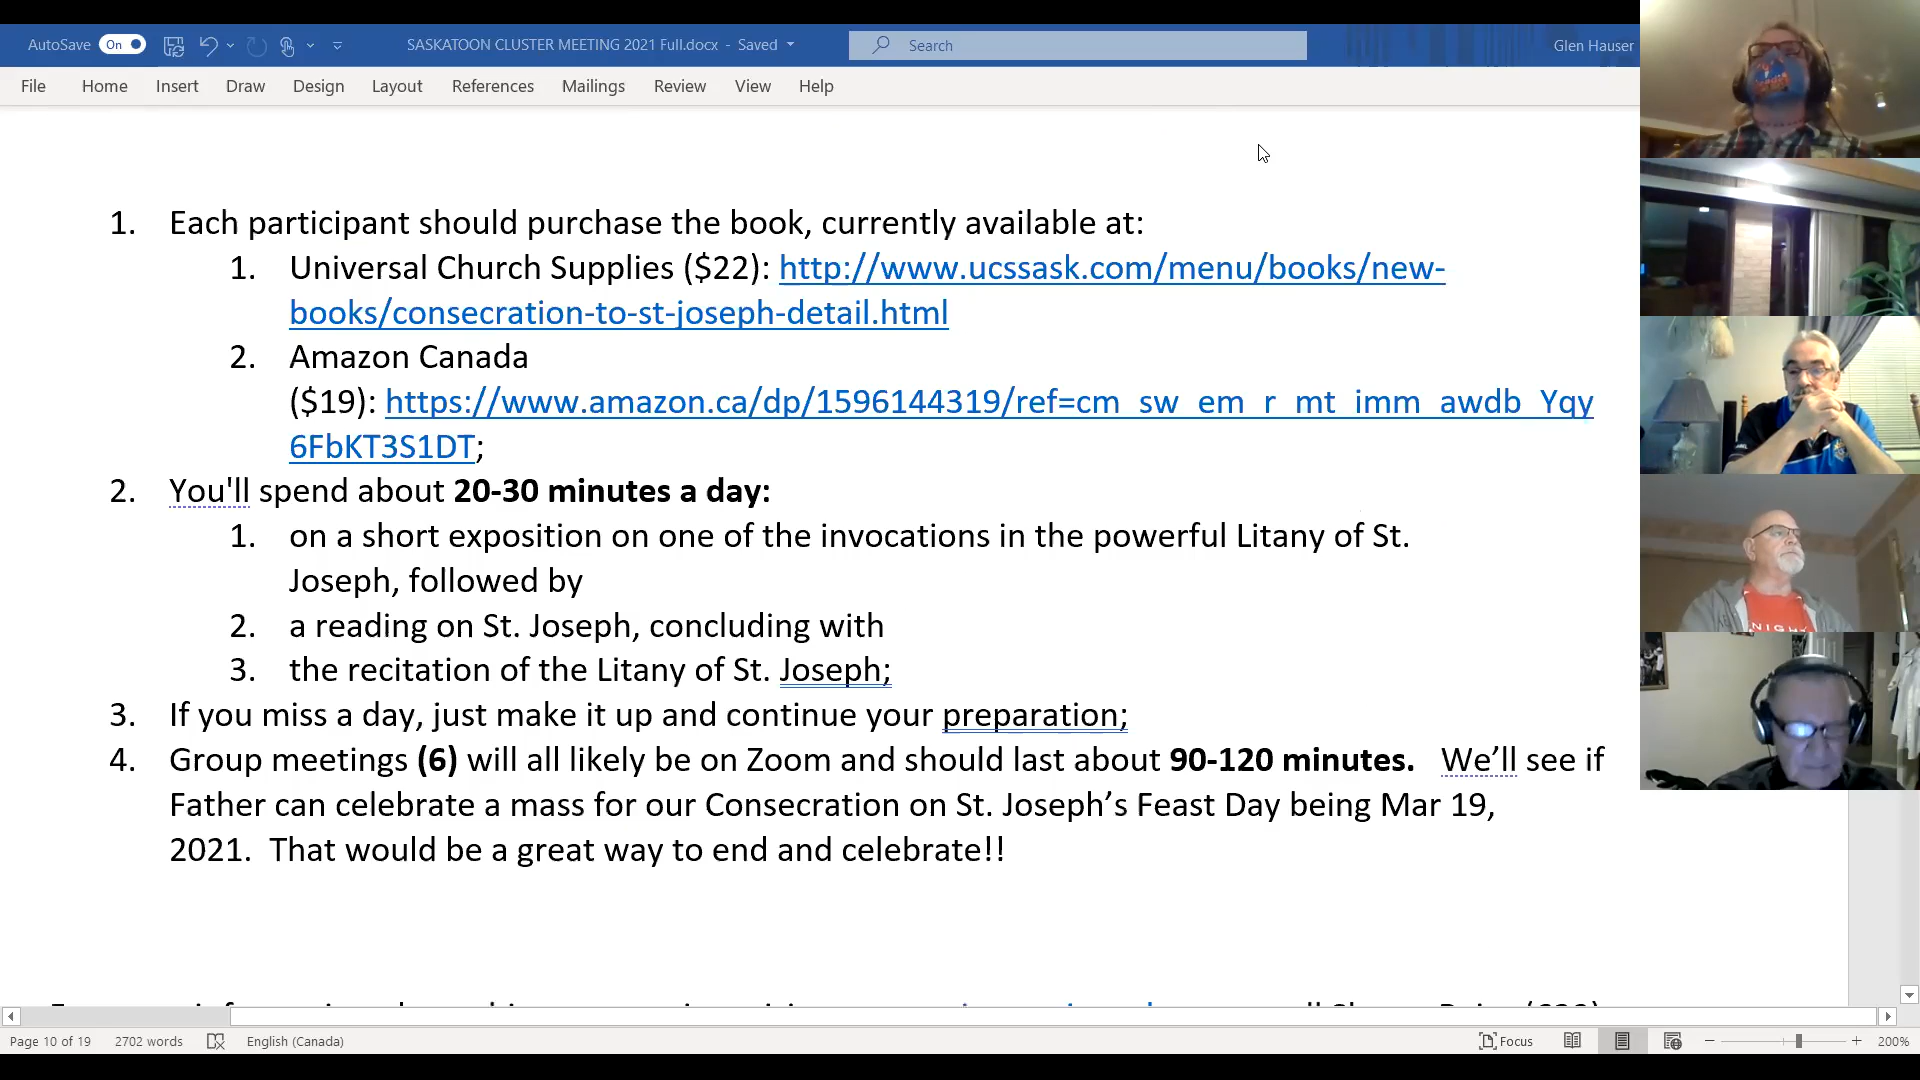 AutoSave On SASKATOON CLUSTER MEETING 2021 Full.docx - Saved Search Glen Hauser
File Home Insert Draw Design Layout References Mailings Review View Help
1. Each participant should purchase the book, currently available at:
1. Universal Church Supplies ($22): http://www.ucssask.com/menu/books/new-
books/consecration-to-st-joseph-detail.html
2. Amazon Canada
($19): https://www.amazon.ca/dp/1596144319/ref=cm_sw_em_r_mt_imm_awdb_Yqy
6FbKT3S1DT;
2. You'll spend about 20-30 minutes a day:
1. on a short exposition on one of the invocations in the powerful Litany of St.
Joseph, followed by
2. a reading on St. Joseph, concluding with
3. the recitation of the Litany of St. Joseph;
3. If you miss a day, just make it up and continue your preparation;
4. Group meetings (6) will all likely be on Zoom and should last about 90-120 minutes. We’ll see if
Father can celebrate a mass for our Consecration on St. Joseph’s Feast Day being Mar 19,
2021. That would be a great way to end and celebrate!!
Page 10 of 19 2702 words English (Canada) Focus 200%